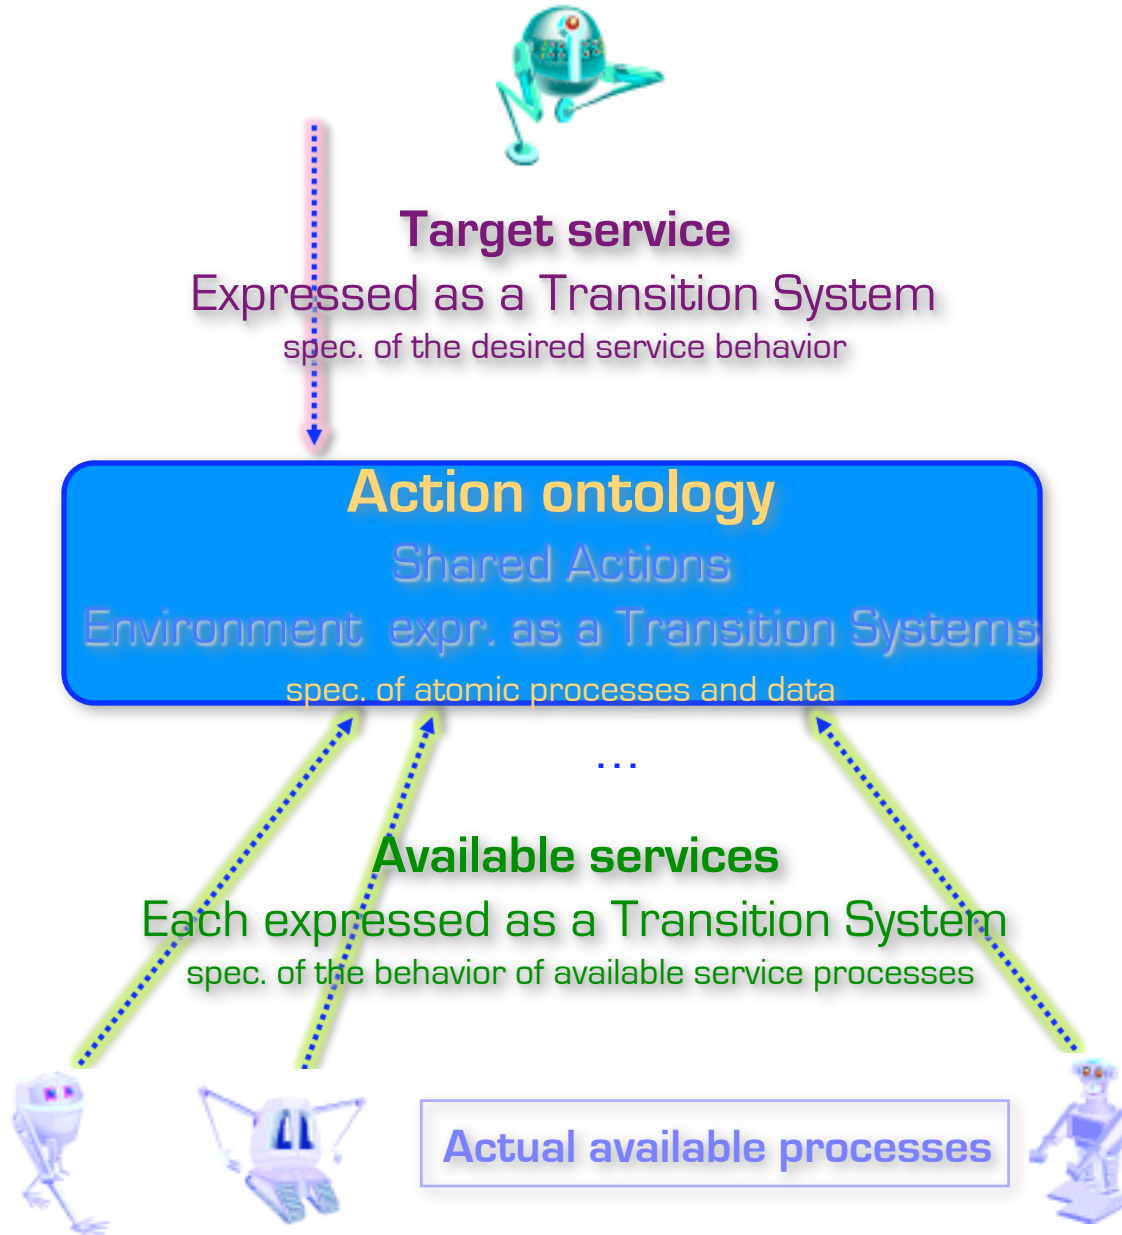 Target service
Expressed as a Transition System
spec. of the desired service behavior
Action ontology
Shared Actions
Environment expr. as a Transition Systems
spec. of atomic processes and data
...
Available services
Each expressed as a Transition System
spec. of the behavior of available service processes
Actual available processes